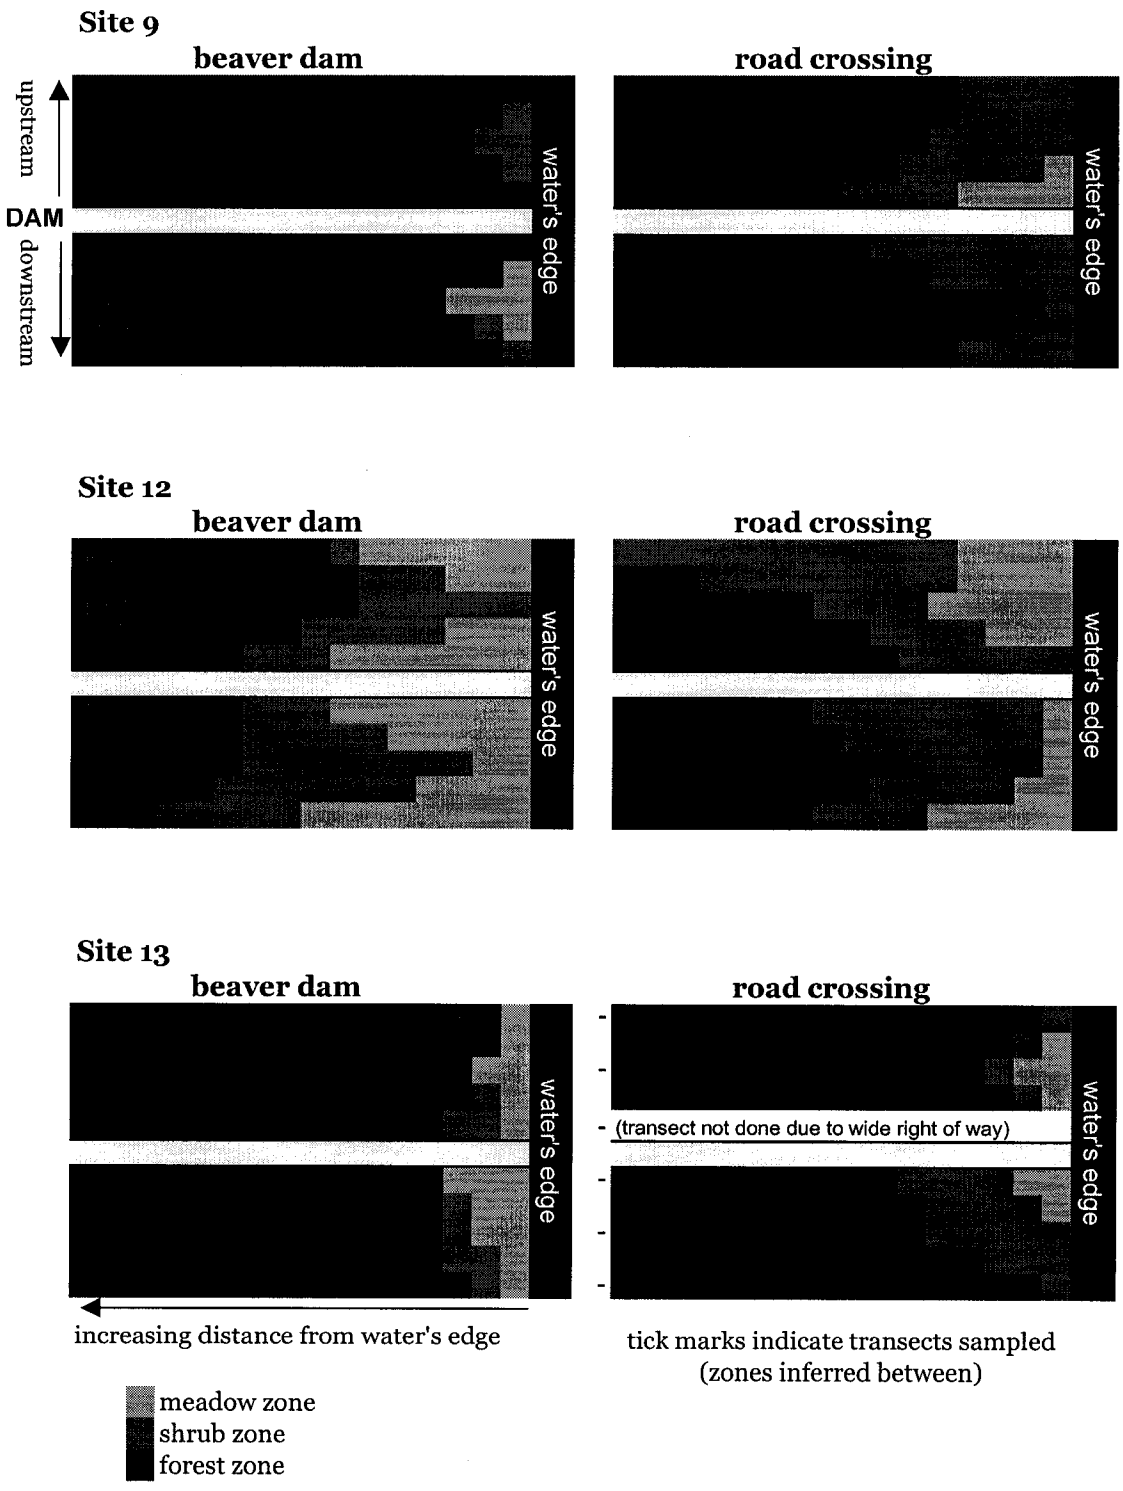 Site 9
beaver dam
road crossing
upstream
DAM
downstream
water's edge
water's edge
Site 12
beaver dam
road crossing
water's edge
water's edge
Site 13
beaver dam
road crossing
water's edge
(transect not done due to wide right of way)
water's edge
increasing distance from water's edge
tick marks indicate transects sampled
(zones inferred between)
meadow zone
shrub zone
forest zone